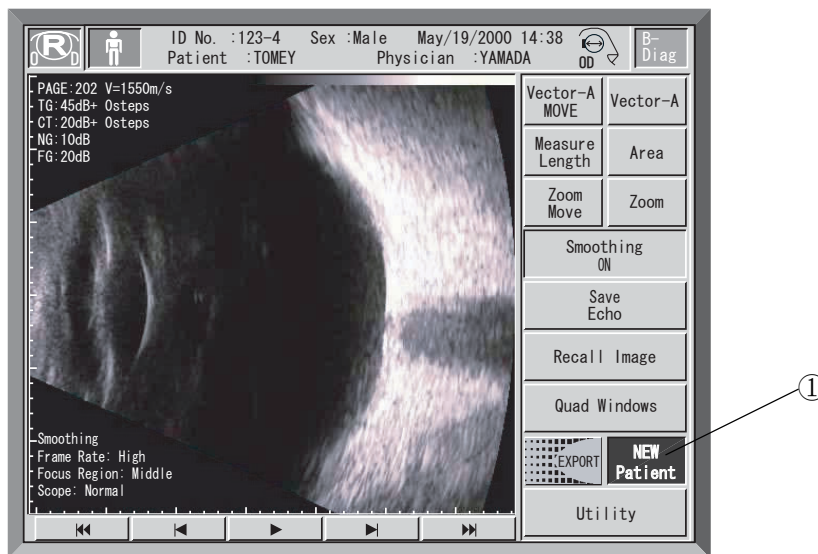 R
O D
ID No. :123-4 Sex :Male May/19/2000 14:38
Patient :TOMEY Physician :YAMADA
OD
B-
Diag
PAGE:202 V=1550m/s
TG:45dB+ 0steps
CT:20dB+ 0steps
NG:10dB
FG:20dB
Smoothing
Frame Rate: High
Focus Region: Middle
Scope: Normal
Vector-A
MOVE
Vector-A
Measure
Length
Area
Zoom
Move
Zoom
Smoothing
ON
Save
Echo
Recall Image
Quad Windows
EXPORT
NEW
Patient
Utility
①